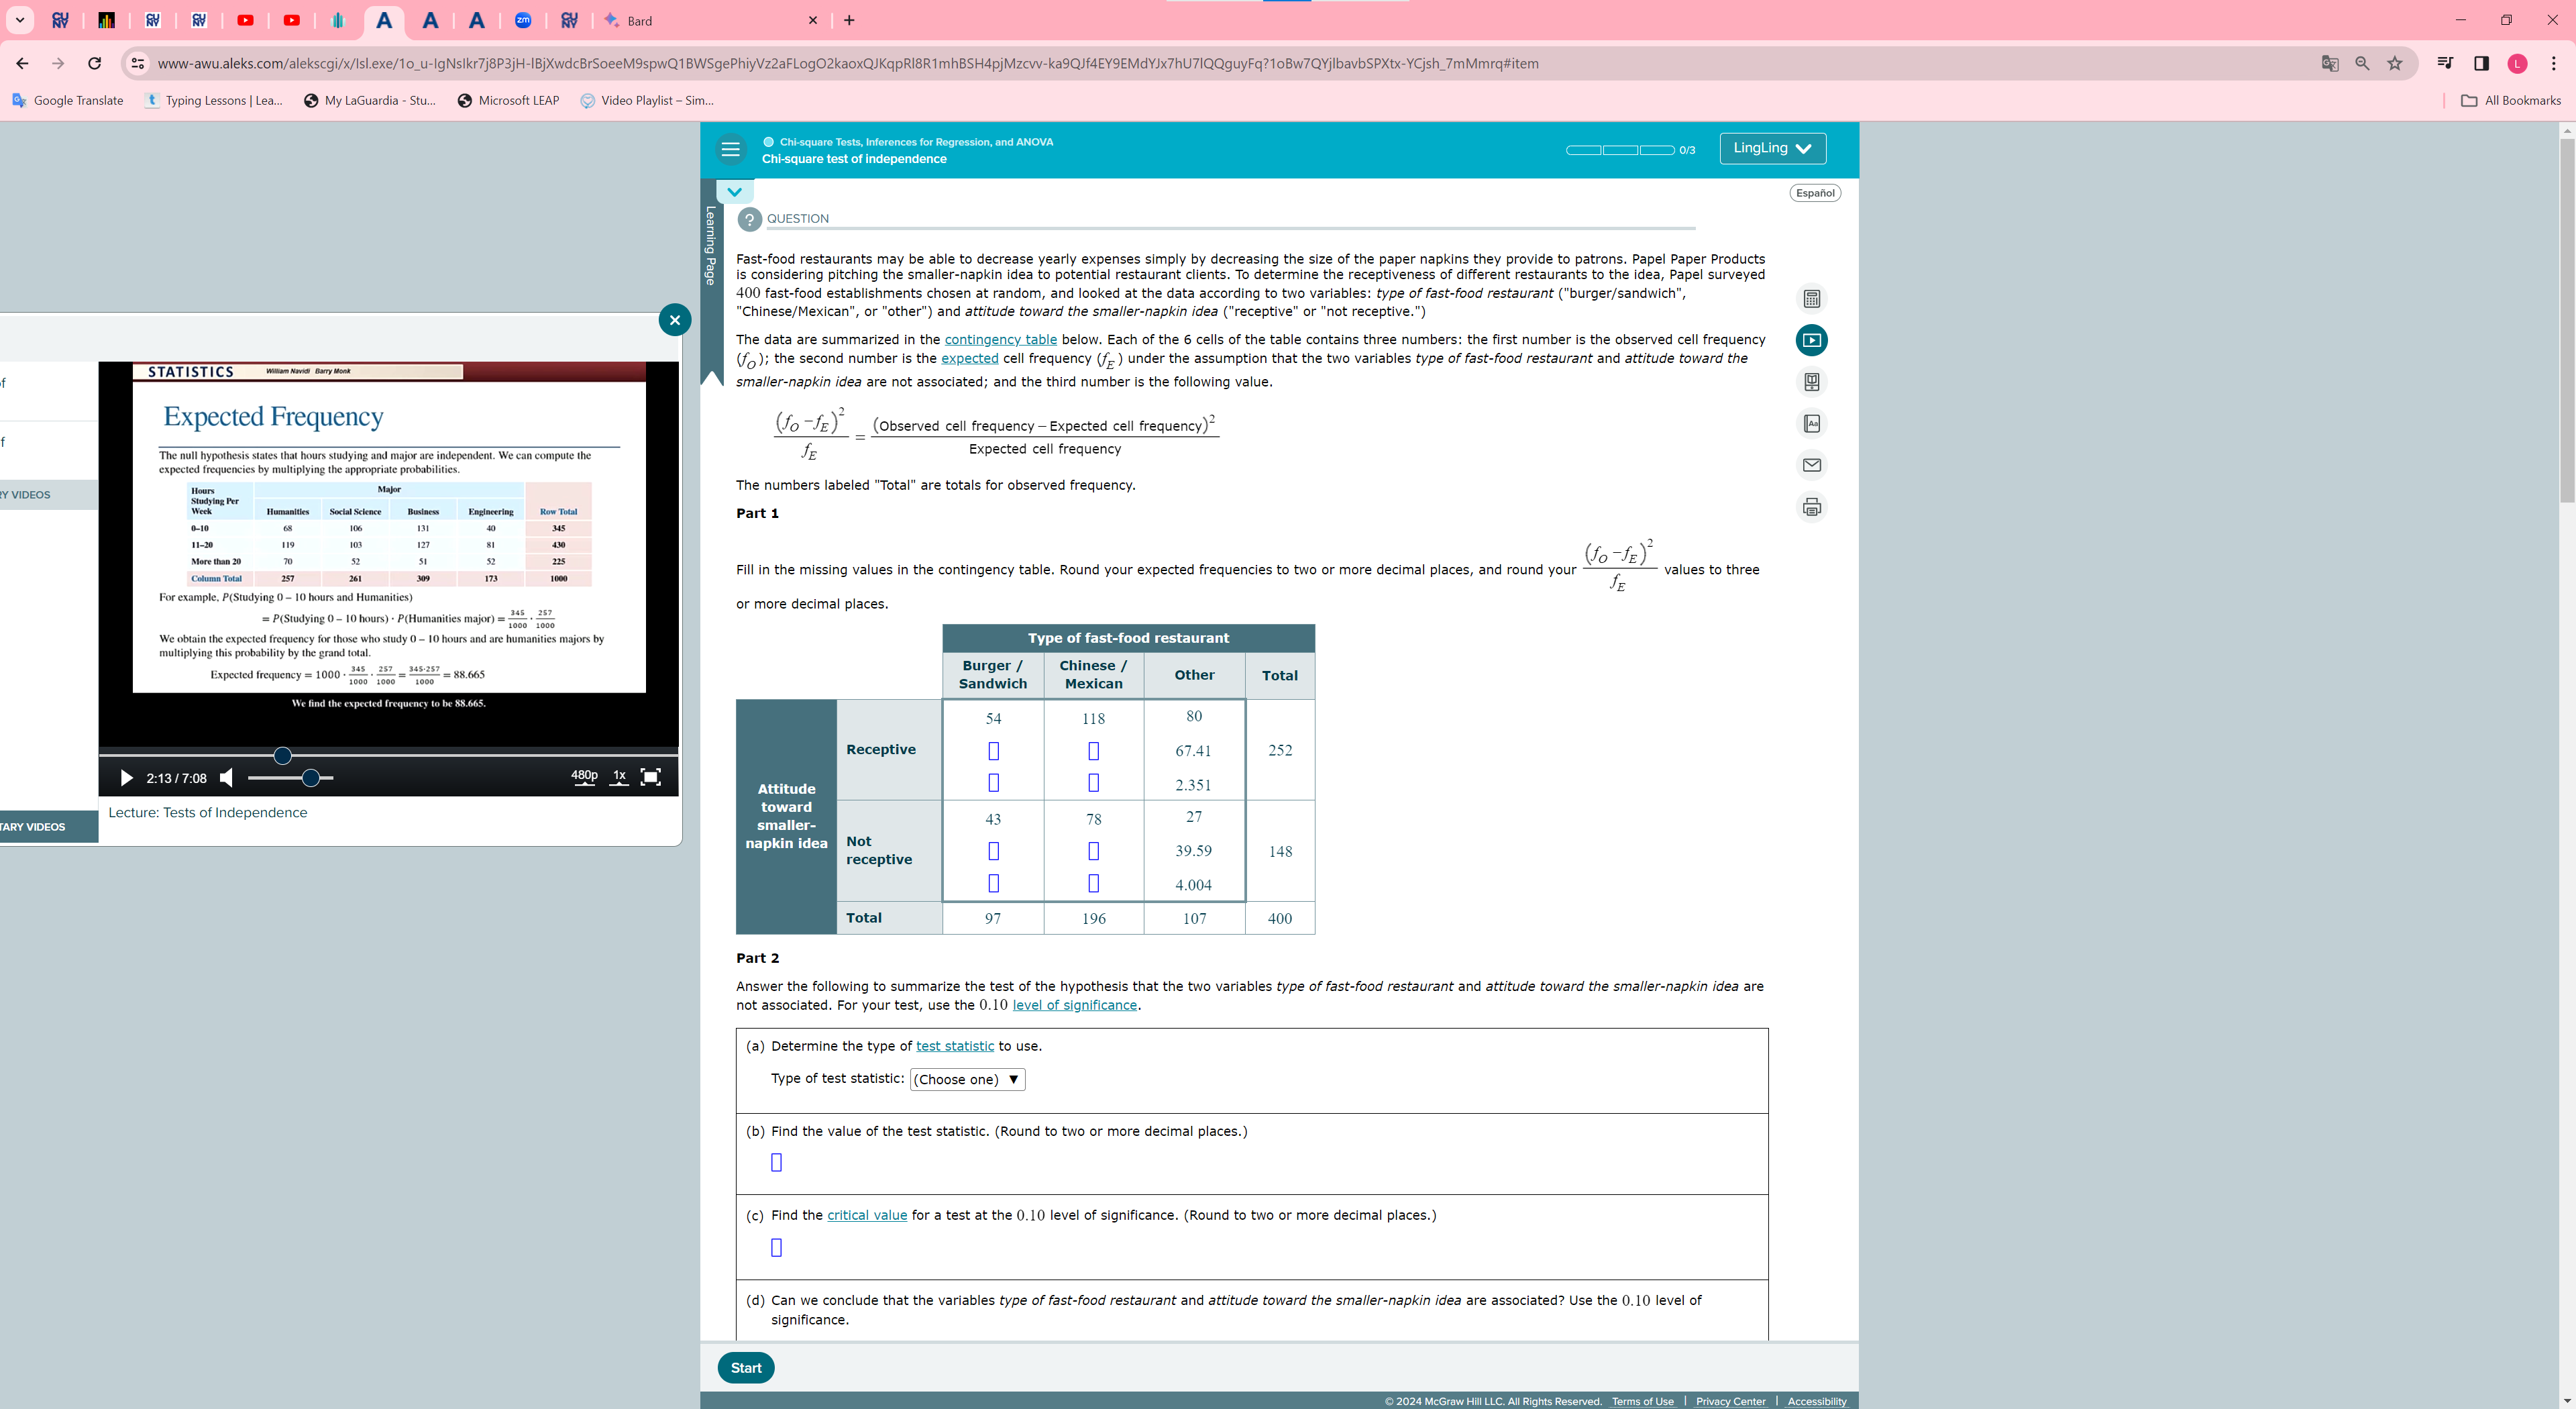 Bard
www-awu.aleks.com/alekscgi/x/Isl.exe/1o_u-IgNsIkr7j8P3jH-IBjXwdcBrSoeeM9spwQ1BWSgePhiyVz2aFLogO2kaoxQJKqpRl8R1mhBSH4pjMzcvv-ka9QJf4EY9EMdYJx7hU7lQQguyFq?1oBw7QYjlbavbSPXtx-YCjsh_7mMmrq#item
Google Translate
Typing Lessons | Lea...
My LaGuardia - Stu...
Microsoft LEAP
Video Playlist – Sim...
All Bookmarks
Chi-square Tests, Inferences for Regression, and ANOVA
Chi-square test of independence
0/3
LingLing
Español
Learning Page
QUESTION
Fast-food restaurants may be able to decrease yearly expenses simply by decreasing the size of the paper napkins they provide to patrons. Papel Paper Products
is considering pitching the smaller-napkin idea to potential restaurant clients. To determine the receptiveness of different restaurants to the idea, Papel surveyed
400 fast-food establishments chosen at random, and looked at the data according to two variables: type of fast-food restaurant ("burger/sandwich",
"Chinese/Mexican", or "other") and attitude toward the smaller-napkin idea ("receptive" or "not receptive.")
The data are summarized in the contingency table below. Each of the 6 cells of the table contains three numbers: the first number is the observed cell frequency
(fO); the second number is the expected cell frequency (fE) under the assumption that the two variables type of fast-food restaurant and attitude toward the
smaller-napkin idea are not associated; and the third number is the following value.
(fO −fE)²/fE = (Observed cell frequency − Expected cell frequency)²/Expected cell frequency
The numbers labeled "Total" are totals for observed frequency.
Part 1
Fill in the missing values in the contingency table. Round your expected frequencies to two or more decimal places, and round your (fO −fE)²/fE values to three
or more decimal places.
Type of fast-food restaurant
Burger / Sandwich Chinese / Mexican Other Total
Attitude toward smaller-napkin idea
Receptive
54 118 80
67.41 252
2.351
Not receptive
43 78 27
39.59 148
4.004
Total 97 196 107 400
Part 2
Answer the following to summarize the test of the hypothesis that the two variables type of fast-food restaurant and attitude toward the smaller-napkin idea are
not associated. For your test, use the 0.10 level of significance.
(a) Determine the type of test statistic to use.
Type of test statistic: (Choose one) ▼
(b) Find the value of the test statistic. (Round to two or more decimal places.)
(c) Find the critical value for a test at the 0.10 level of significance. (Round to two or more decimal places.)
(d) Can we conclude that the variables type of fast-food restaurant and attitude toward the smaller-napkin idea are associated? Use the 0.10 level of
significance.
Start
© 2024 McGraw Hill LLC. All Rights Reserved. Terms of Use | Privacy Center | Accessibility
STATISTICS William Navidi Barry Monk
Expected Frequency
The null hypothesis states that hours studying and major are independent. We can compute the
expected frequencies by multiplying the appropriate probabilities.
Hours Studying Per Week
Major
Humanities Social Science Business Engineering Row Total
0–10 68 106 131 40 345
11–20 119 103 127 81 430
More than 20 70 52 51 52 225
Column Total 257 261 309 173 1000
For example, P(Studying 0 – 10 hours and Humanities)
= P(Studying 0 – 10 hours) · P(Humanities major) = 345/1000 · 257/1000
We obtain the expected frequency for those who study 0 – 10 hours and are humanities majors by
multiplying this probability by the grand total.
Expected frequency = 1000 · 345/1000 · 257/1000 = 345·257/1000 = 88.665
We find the expected frequency to be 88.665.
2:13 / 7:08
480p 1x
Lecture: Tests of Independence
of
f
RY VIDEOS
TARY VIDEOS